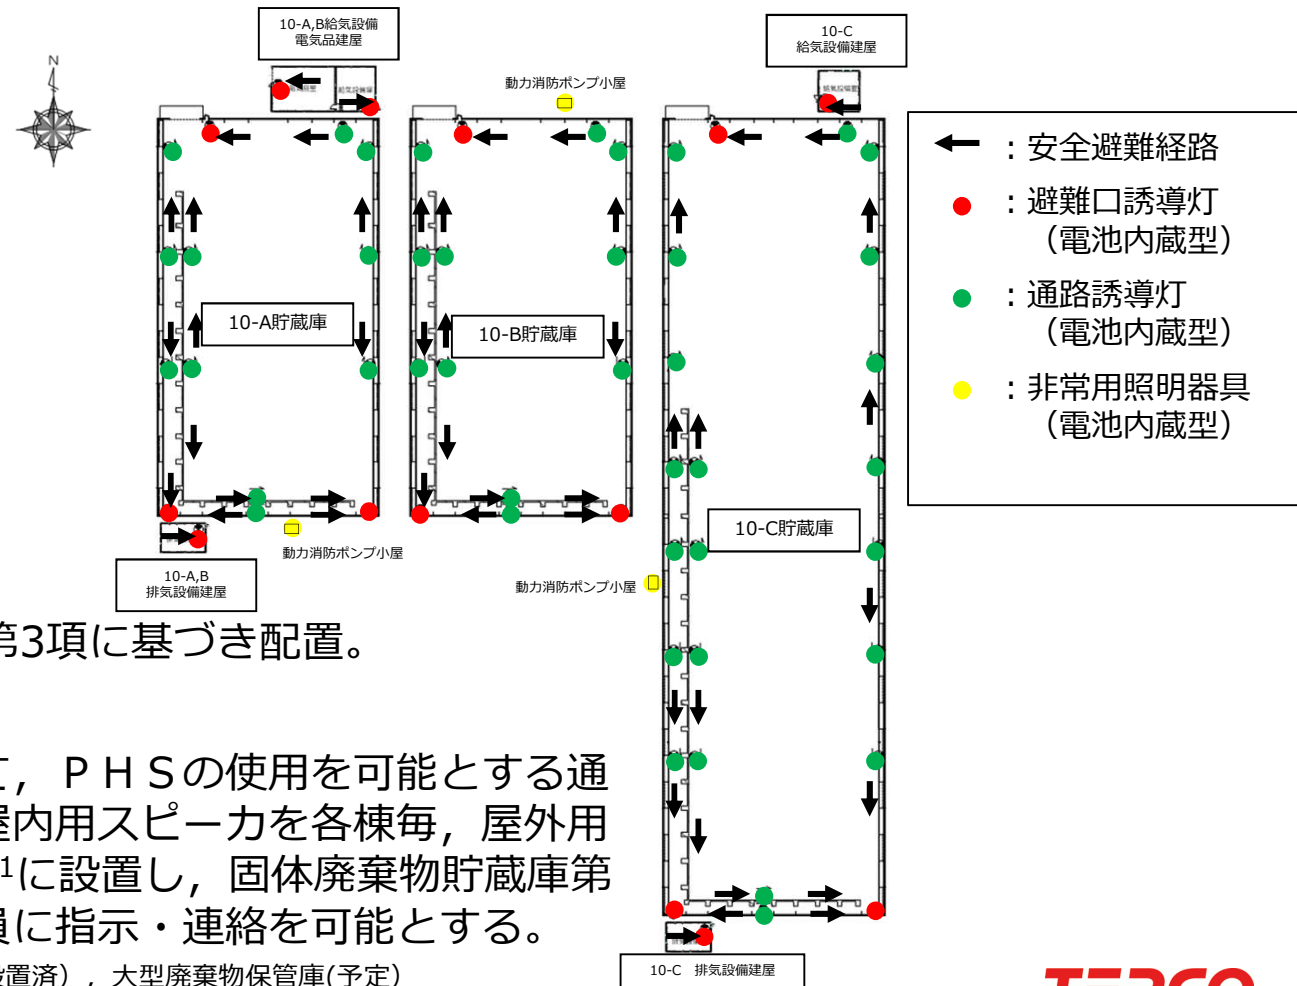 10-A,B給気設備
電気品建屋
10-C
給気設備建屋
N
動力消防ポンプ小屋
← ：安全避難経路
：避難口誘導灯
（電池内蔵型）
：通路誘導灯
（電池内蔵型）
：非常用照明器具
（電池内蔵型）
10-A貯蔵庫
10-B貯蔵庫
10-C貯蔵庫
動力消防ポンプ小屋
動力消防ポンプ小屋
10-A,B
排気設備建屋
第3項に基づき配置。
て，ＰＨＳの使用を可能とする通
屋内用スピーカを各棟毎，屋外用
1に設置し，固体廃棄物貯蔵庫第
員に指示・連絡を可能とする。
設置済），大型廃棄物保管庫(予定）
10-C 排気設備建屋
TEPCO